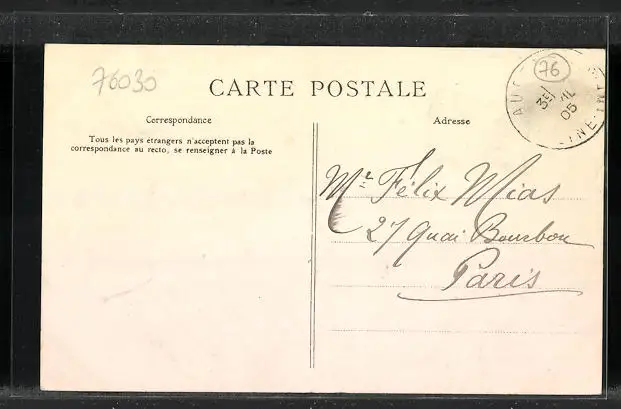 76030
CARTE POSTALE
76
3E/
05
Correspondance
Adresse
Tous les pays étrangers n'acceptent pas la
correspondance au recto, se renseigner à la Poste
Mr Félix Mias
27 Quai Bourbon
Paris